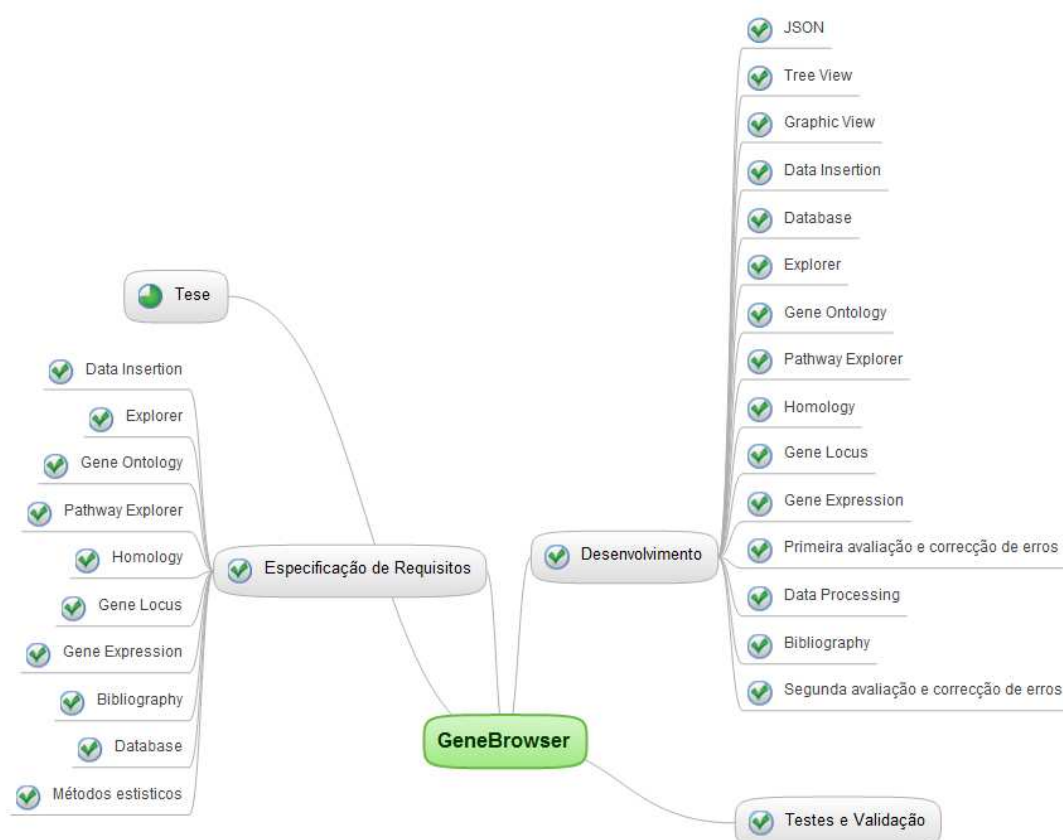 Tese
Data Insertion
Explorer
Gene Ontology
Pathway Explorer
Homology
Gene Locus
Gene Expression
Bibliography
Database
Métodos estisticos
Especificação de Requisitos
GeneBrowser
Desenvolvimento
JSON
Tree View
Graphic View
Data Insertion
Database
Explorer
Gene Ontology
Pathway Explorer
Homology
Gene Locus
Gene Expression
Primeira avaliação e correcção de erros
Data Processing
Bibliography
Segunda avaliação e correcção de erros
Testes e Validação